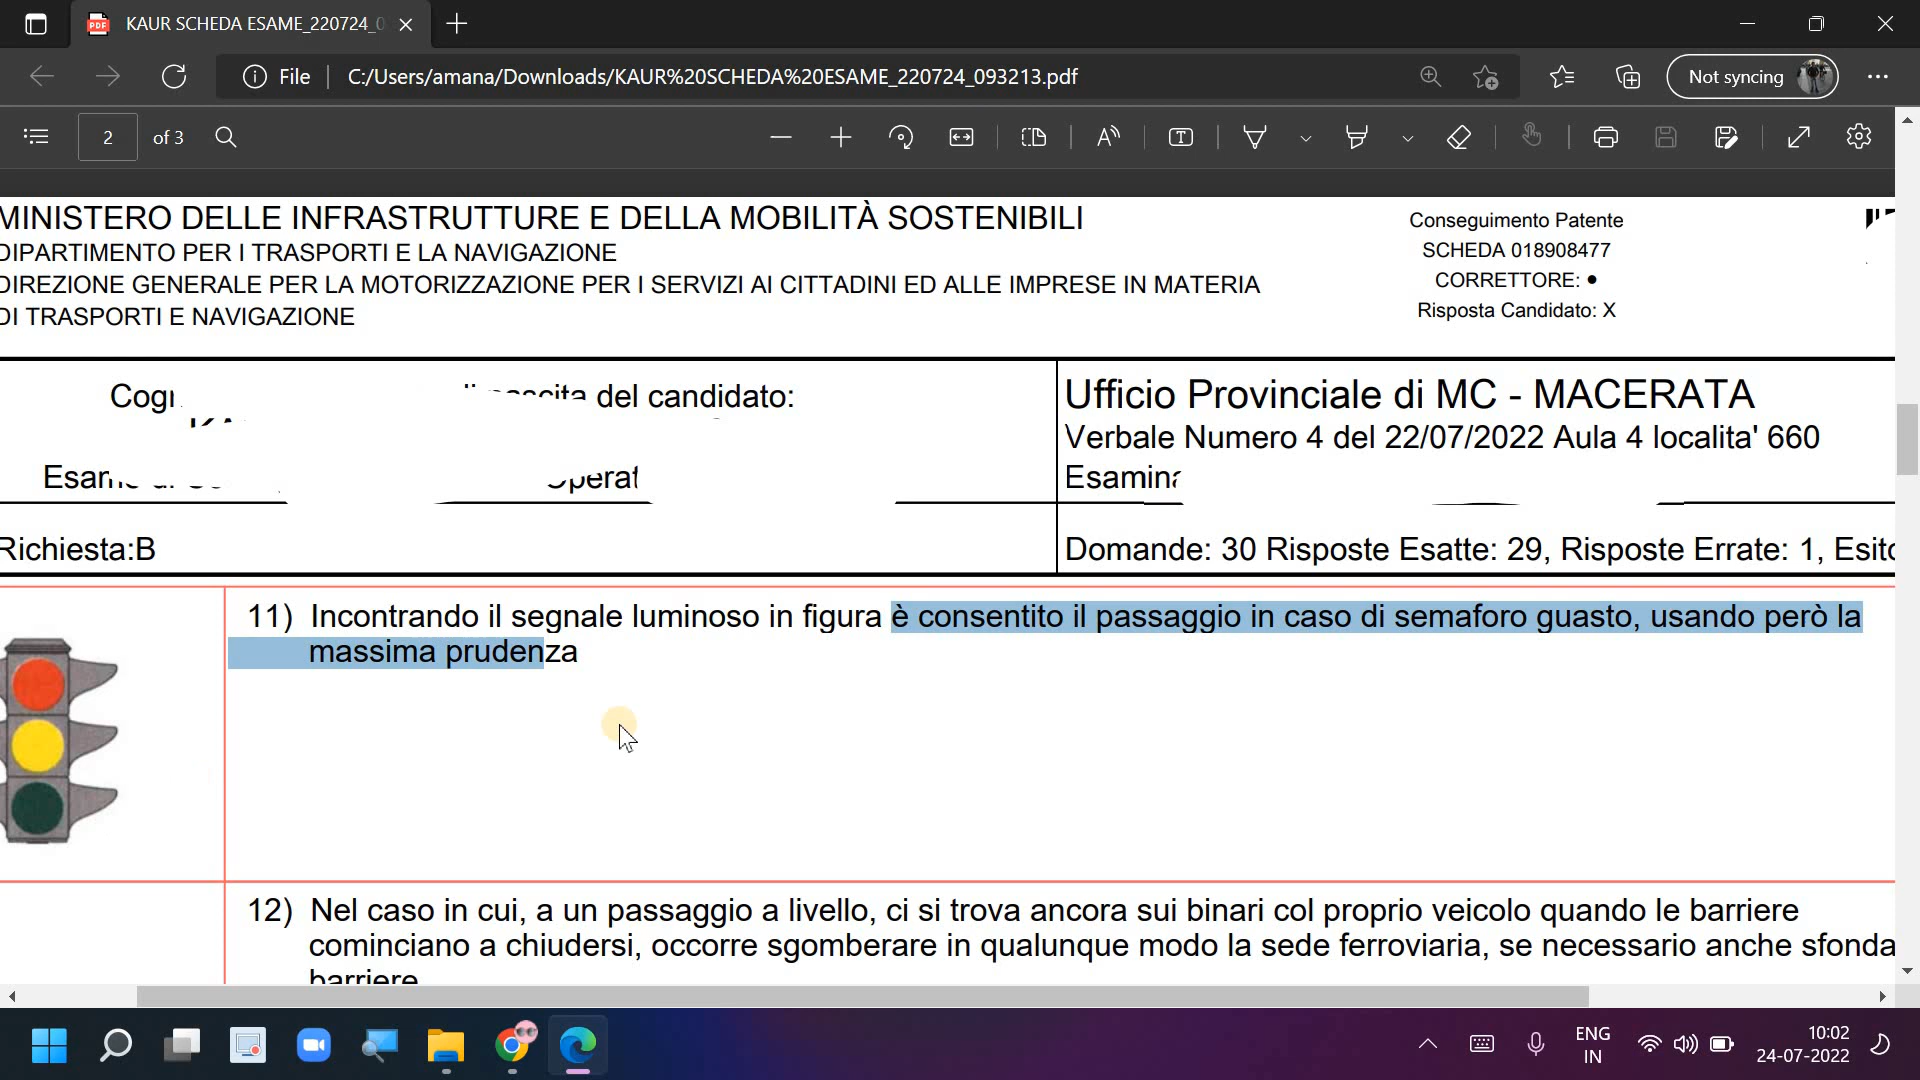 KAUR SCHEDA ESAME_220724_0
File
C:/Users/amana/Downloads/KAUR%20SCHEDA%20ESAME_220724_093213.pdf
Not syncing
2 of 3
MINISTERO DELLE INFRASTRUTTURE E DELLA MOBILITÀ SOSTENIBILI
DIPARTIMENTO PER I TRASPORTI E LA NAVIGAZIONE
DIREZIONE GENERALE PER LA MOTORIZZAZIONE PER I SERVIZI AI CITTADINI ED ALLE IMPRESE IN MATERIA
DI TRASPORTI E NAVIGAZIONE
Conseguimento Patente
SCHEDA 018908477
CORRETTORE: ●
Risposta Candidato: X
del candidato:
Ufficio Provinciale di MC - MACERATA
Verbale Numero 4 del 22/07/2022 Aula 4 localita' 660
Richiesta:B
Domande: 30 Risposte Esatte: 29, Risposte Errate: 1, Esito
11) Incontrando il segnale luminoso in figura è consentito il passaggio in caso di semaforo guasto, usando però la
massima prudenza
12) Nel caso in cui, a un passaggio a livello, ci si trova ancora sui binari col proprio veicolo quando le barriere
cominciano a chiudersi, occorre sgomberare in qualunque modo la sede ferroviaria, se necessario anche sfonda
barriere
ENG
IN
10:02
24-07-2022